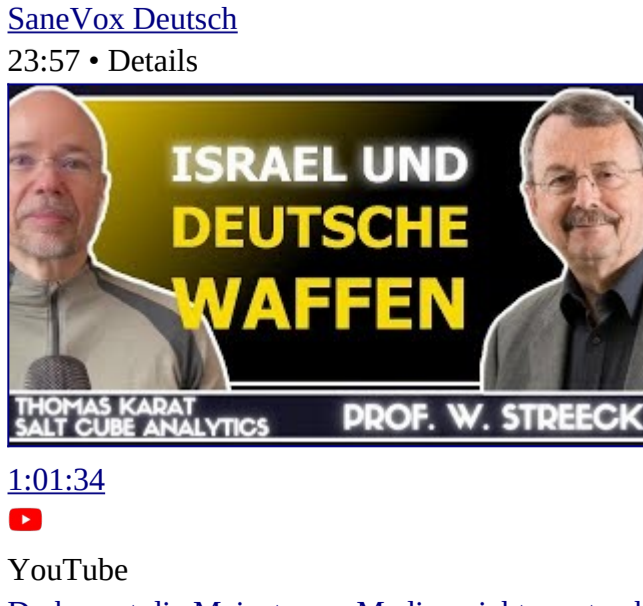 SaneVox Deutsch
23:57 • Details
ISRAEL UND
DEUTSCHE
WAFFEN
THOMAS KARAT
SALT CUBE ANALYTICS
PROF. W. STREECK
1:01:34
YouTube